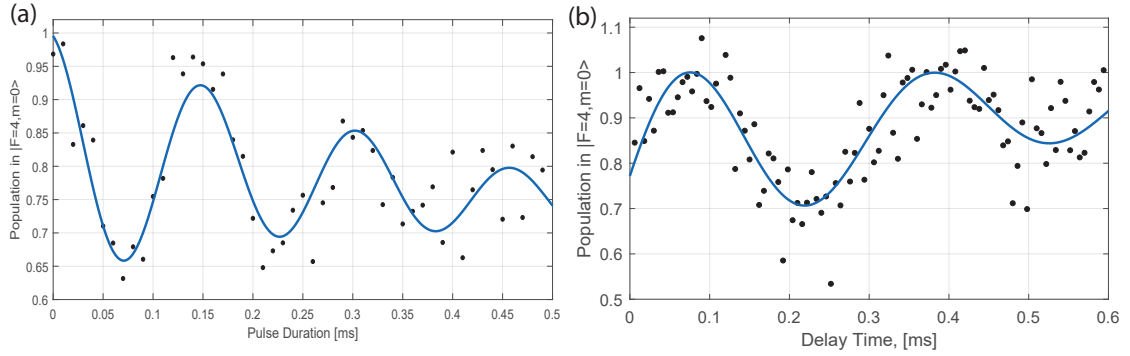 (a)
Population in |F=4,m=0>
1
0.95
0.9
0.85
0.8
0.75
0.7
0.65
0.6
0 0.05 0.1 0.15 0.2 0.25 0.3 0.35 0.4 0.45 0.5
Pulse Duration [ms]
(b)
Population in |F=4,m=0>
1.1
1.0
0.9
0.8
0.7
0.6
0.5
0 0.1 0.2 0.3 0.4 0.5 0.6
Delay Time, [ms]